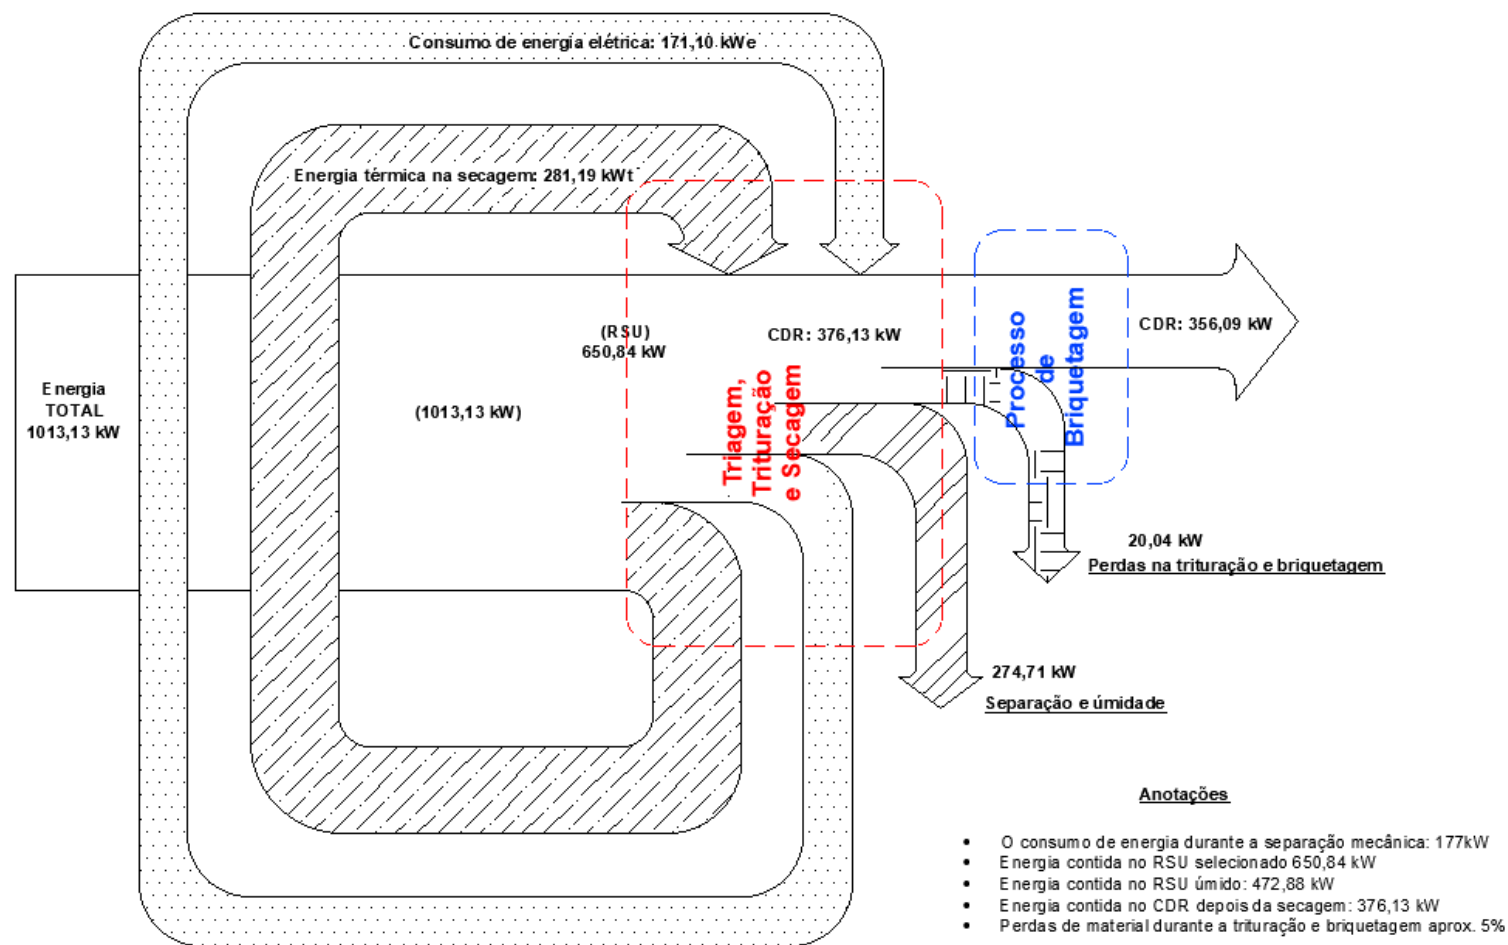 Consumo de energia elétrica: 171,10 kWe
Energia térmica na secagem: 281,19 kWt
(RSU)
650,84 kW
CDR: 376,13 kW
CDR: 356,09 kW
Energia
TOTAL
1013,13 kW
(1013,13 kW)
Triagem,
Trituração
e Secagem
Processo
de
Briquetagem
20,04 kW
Perdas na trituração e briquetagem
274,71 kW
Separação e úmidade
Anotações
• O consumo de energia durante a separação mecânica: 177kW
• Energia contida no RSU selecionado 650,84 kW
• Energia contida no RSU úmido: 472,88 kW
• Energia contida no CDR depois da secagem: 376,13 kW
• Perdas de material durante a trituração e briquetagem aprox. 5%